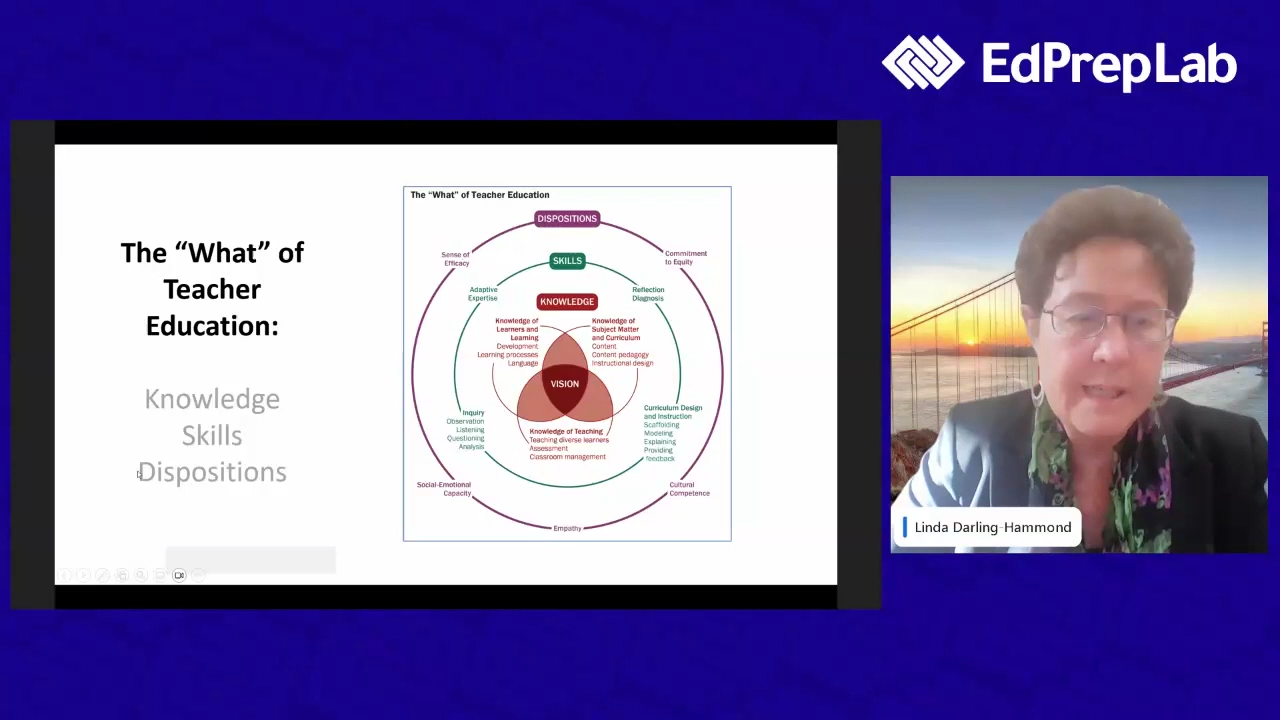 EdPrepLab
The “What” of
Teacher
Education:
Knowledge
Skills
Dispositions
The “What” of Teacher Education
DISPOSITIONS
Sense of
Efficacy
Commitment
to Equity
SKILLS
Adaptive
Expertise
Reflection
Diagnosis
KNOWLEDGE
Knowledge of
Learners and
Learning
Development
Learning processes
Language
Knowledge of
Subject Matter
and Curriculum
Content
Content pedagogy
Instructional design
VISION
Inquiry
Observation
Listening
Questioning
Analysis
Curriculum Design
and Instruction
Scaffolding
Modeling
Explaining
Providing
feedback
Knowledge of Teaching
Teaching diverse learners
Assessment
Classroom management
Social-Emotional
Capacity
Cultural
Competence
Empathy
Linda Darling-Hammond